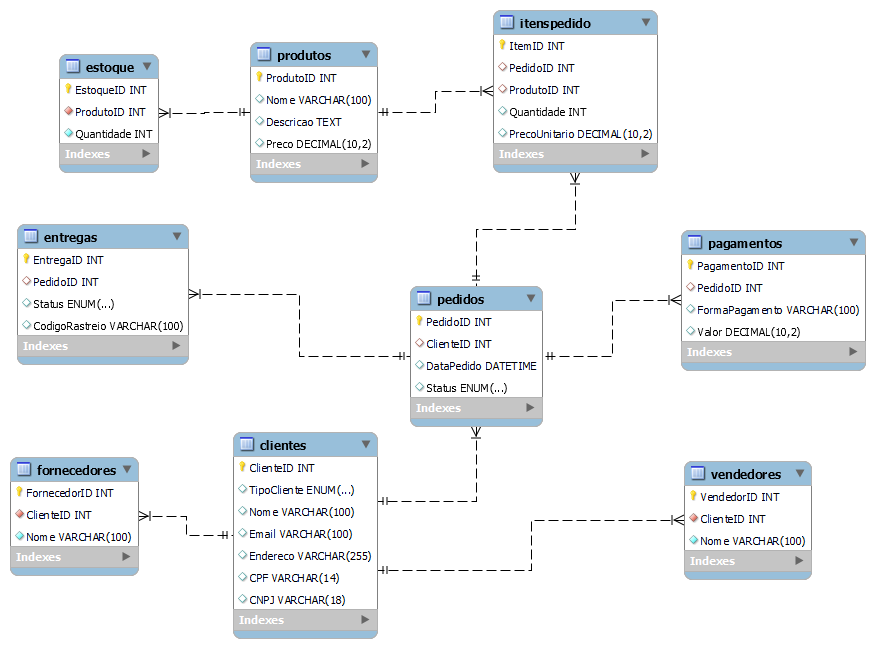 estoque
EstoqueID INT
ProdutoID INT
Quantidade INT
Indexes
produtos
ProdutoID INT
Nome VARCHAR(100)
Descricao TEXT
Preco DECIMAL(10,2)
Indexes
itenspedido
ItemID INT
PedidoID INT
ProdutoID INT
Quantidade INT
PrecoUnitario DECIMAL(10,2)
Indexes
entregas
EntregaID INT
PedidoID INT
Status ENUM(...)
CodigoRastreio VARCHAR(100)
Indexes
pedidos
PedidoID INT
ClienteID INT
DataPedido DATETIME
Status ENUM(...)
Indexes
pagamentos
PagamentoID INT
PedidoID INT
FormaPagamento VARCHAR(100)
Valor DECIMAL(10,2)
Indexes
fornecedores
FornecedorID INT
ClienteID INT
Nome VARCHAR(100)
Indexes
clientes
ClienteID INT
TipoCliente ENUM(...)
Nome VARCHAR(100)
Email VARCHAR(100)
Endereco VARCHAR(255)
CPF VARCHAR(14)
CNPJ VARCHAR(18)
Indexes
vendedores
VendedorID INT
ClienteID INT
Nome VARCHAR(100)
Indexes